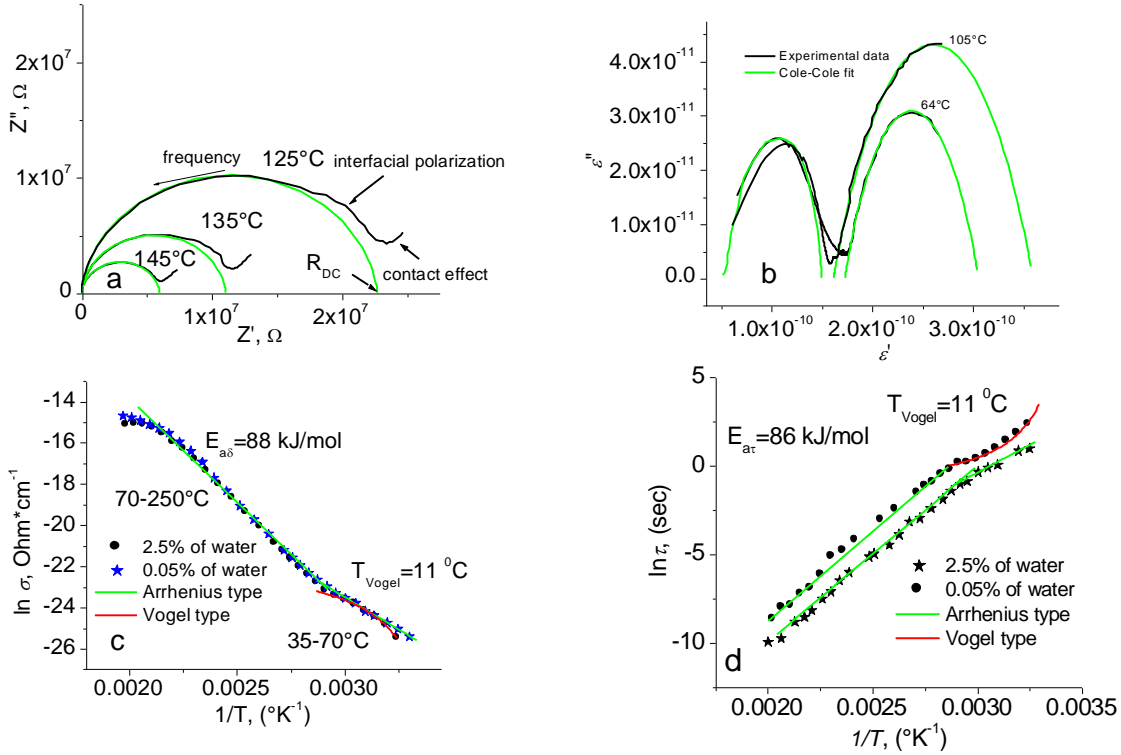 2x10⁷
1x10⁷
0
Z'', Ω
frequency
125°C
interfacial polarization
135°C
145°C
a
R_DC
contact effect
0
1x10⁷
2x10⁷
Z', Ω
4.0x10⁻¹¹
3.0x10⁻¹¹
2.0x10⁻¹¹
1.0x10⁻¹¹
0.0
ε''
Experimental data
Cole-Cole fit
105°C
64°C
b
1.0x10⁻¹⁰
2.0x10⁻¹⁰
3.0x10⁻¹⁰
ε'
-14
-16
-18
-20
-22
-24
-26
ln σ, Ohm*cm⁻¹
E_aδ=88 kJ/mol
70-250°C
2.5% of water
0.05% of water
Arrhenius type
Vogel type
T_Vogel=11 ⁰C
35-70°C
c
0.0020
0.0025
0.0030
1/T, (°K⁻¹)
5
0
-5
-10
lnτ, (sec)
T_Vogel=11 ⁰C
E_aτ=86 kJ/mol
2.5% of water
0.05% of water
Arrhenius type
Vogel type
d
0.0020
0.0025
0.0030
0.0035
1/T, (°K⁻¹)